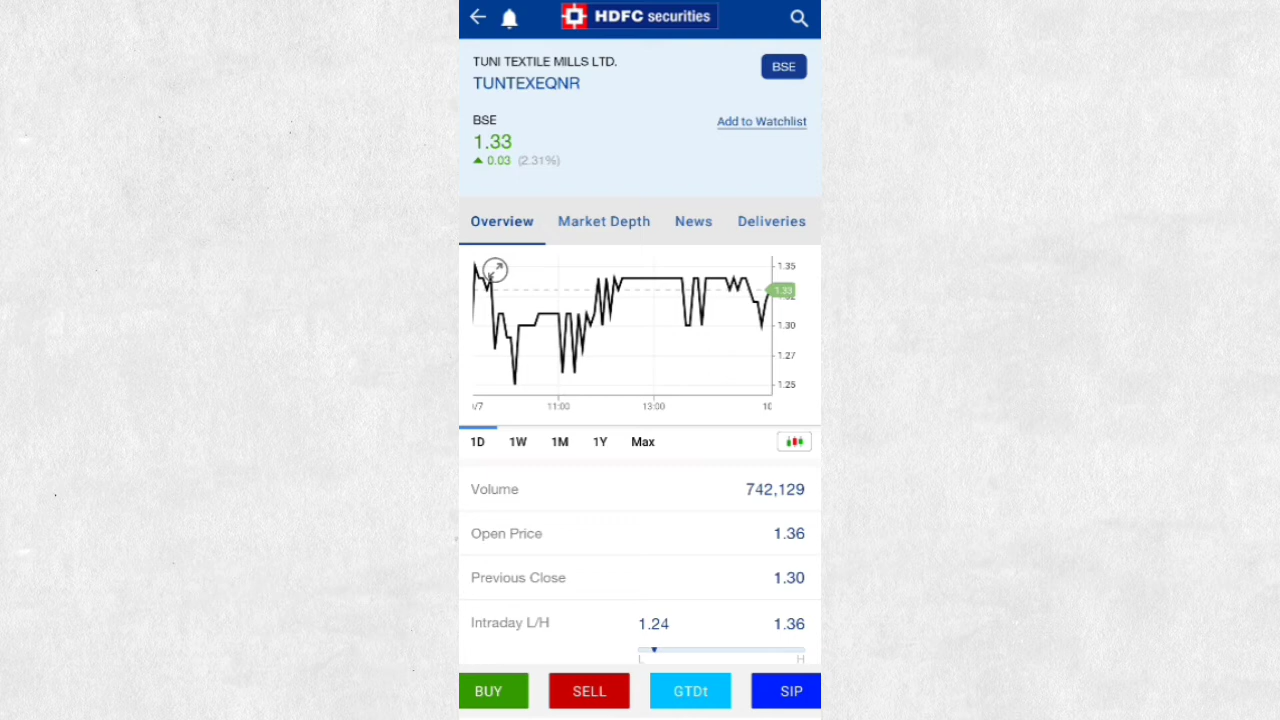 HDFC securities
TUNI TEXTILE MILLS LTD.
BSE
TUNTEXEQNR
BSE
Add to Watchlist
1.33
0.03 (2.31%)
Overview Market Depth News Deliveries
1.35
1.33
1.30
1.27
1.25
/7 11:00 13:00 10
1D 1W 1M 1Y Max
Volume 742,129
Open Price 1.36
Previous Close 1.30
Intraday L/H 1.24 1.36
L H
BUY SELL GTDt SIP